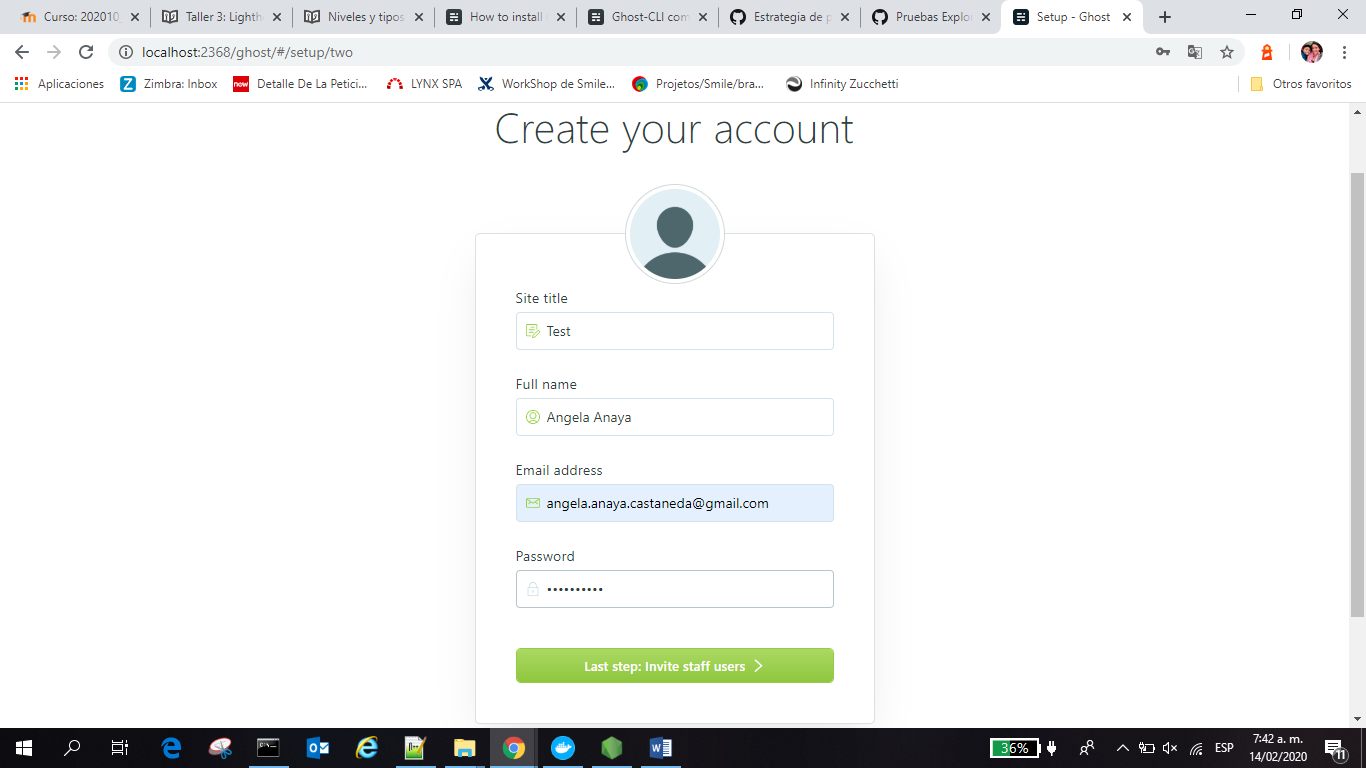 Curso: 202010_
Taller 3: Lighth
Niveles y tipos
How to install
Ghost-CLI com
Estrategia de p
Pruebas Explor
Setup - Ghost
localhost:2368/ghost/#/setup/two
Aplicaciones
Zimbra: Inbox
now
Detalle De La Petici...
LYNX SPA
WorkShop de Smile...
Projetos/Smile/bra...
Infinity Zucchetti
Otros favoritos
Create your account
Site title
Test
Full name
Angela Anaya
Email address
angela.anaya.castaneda@gmail.com
Password
••••••••••
Last step: Invite staff users
36%
ESP
7:42 a. m.
14/02/2020
11